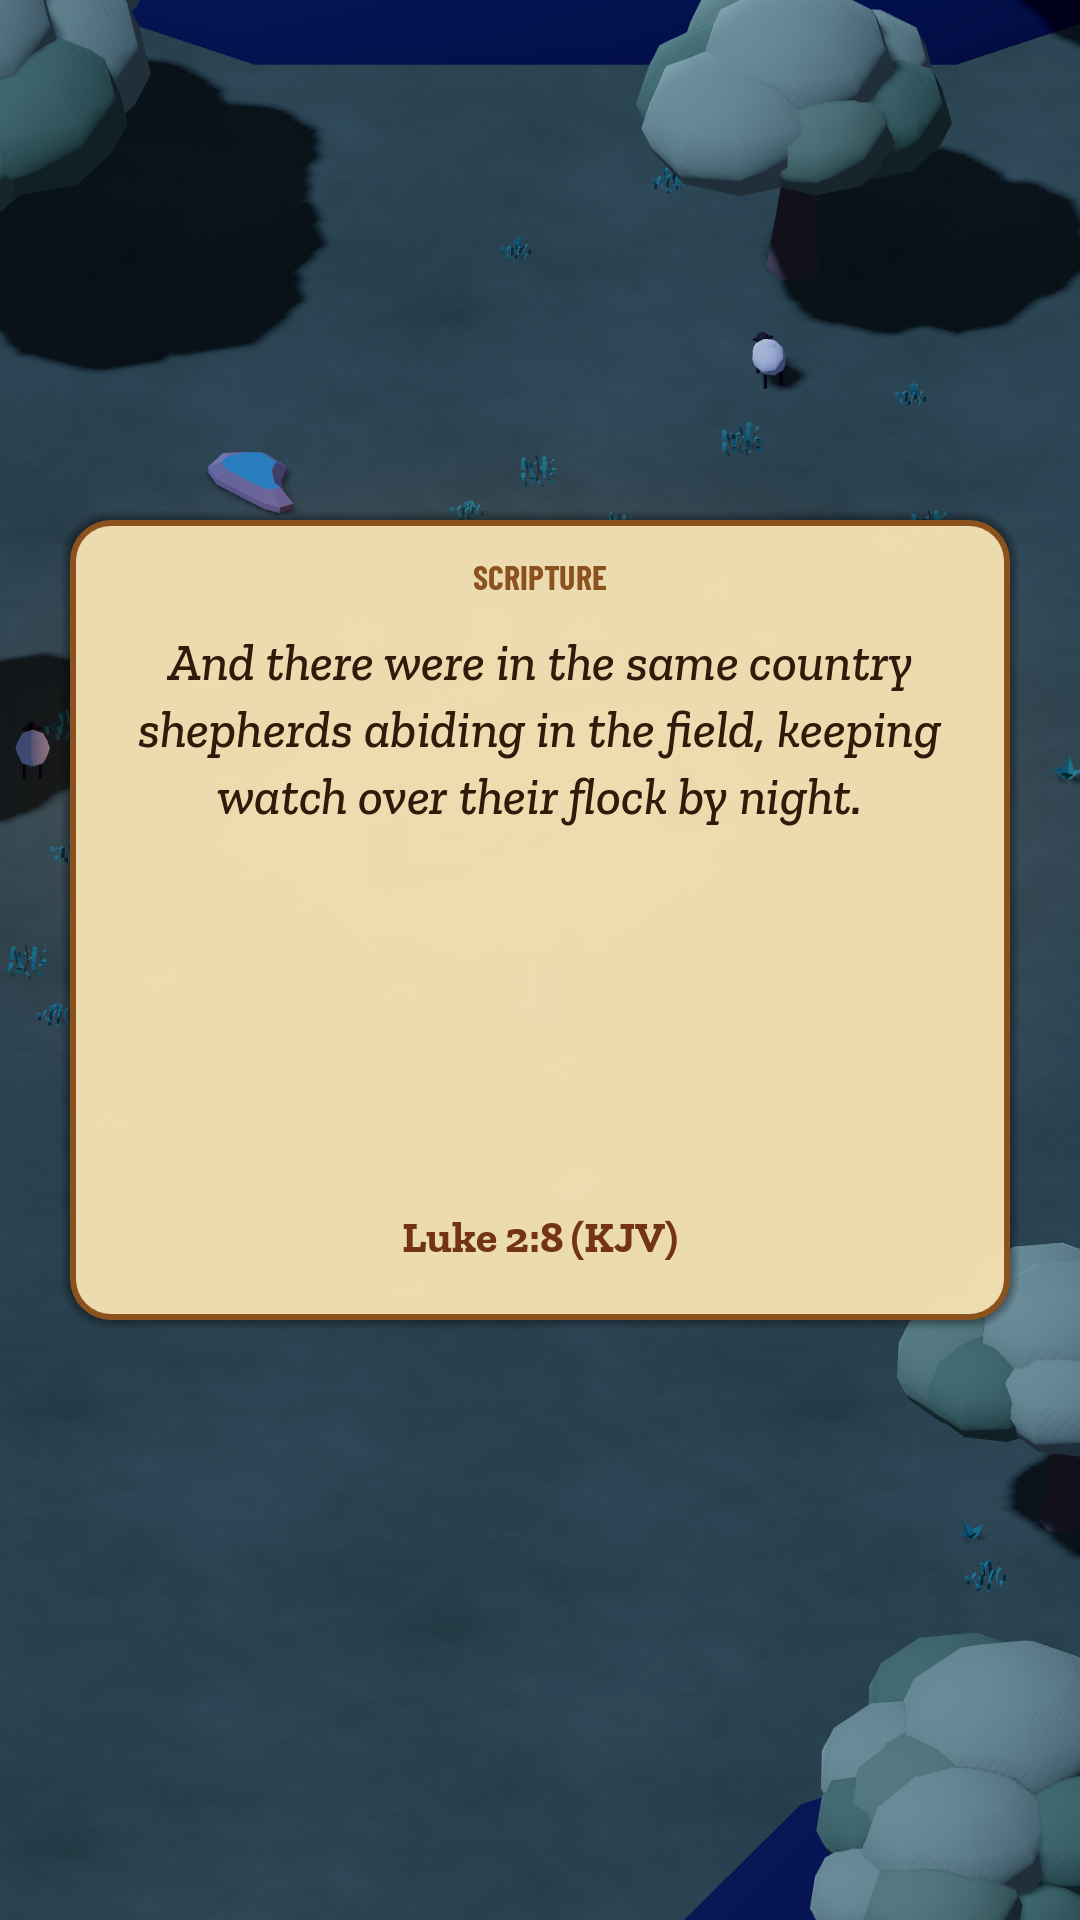 SCRIPTURE
And there were in the same country
shepherds abiding in the field, keeping
watch over their flock by night.
Luke 2:8 (KJV)